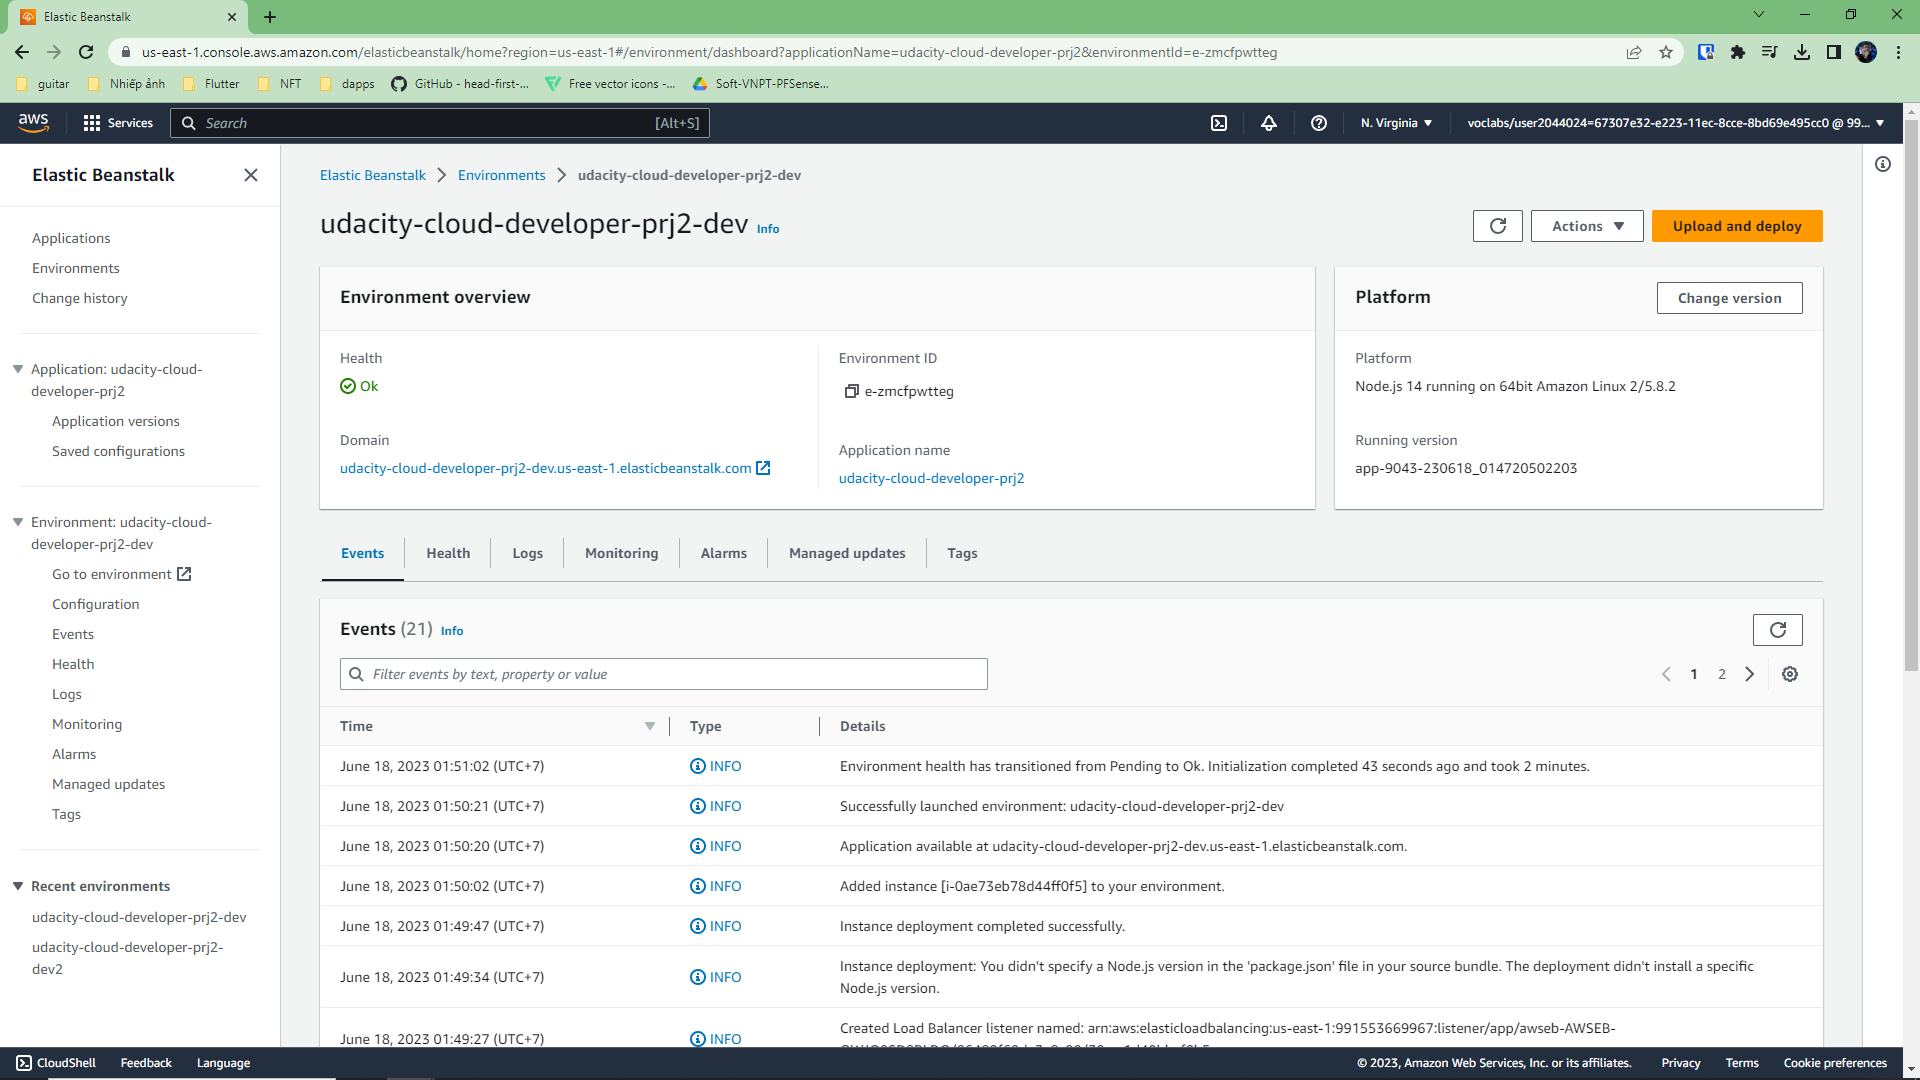 Elastic Beanstalk
us-east-1.console.aws.amazon.com/elasticbeanstalk/home?region=us-east-1#/environment/dashboard?applicationName=udacity-cloud-developer-prj2&environmentId=e-zmcfpwtteg
guitar Nhiếp ảnh Flutter NFT dapps GitHub - head-first-... Free vector icons -... Soft-VNPT-PFSense...
aws Services Search [Alt+S] N. Virginia voclabs/user2044024=67307e32-e223-11ec-8cce-8bd69e495cc0 @ 99...
Elastic Beanstalk
Applications
Environments
Change history
Application: udacity-cloud-
developer-prj2
Application versions
Saved configurations
Environment: udacity-cloud-
developer-prj2-dev
Go to environment
Configuration
Events
Health
Logs
Monitoring
Alarms
Managed updates
Tags
Recent environments
udacity-cloud-developer-prj2-dev
udacity-cloud-developer-prj2-
dev2
Elastic Beanstalk Environments udacity-cloud-developer-prj2-dev
udacity-cloud-developer-prj2-dev Info
Actions Upload and deploy
Environment overview
Health
Ok
Domain
udacity-cloud-developer-prj2-dev.us-east-1.elasticbeanstalk.com
Environment ID
e-zmcfpwtteg
Application name
udacity-cloud-developer-prj2
Platform Change version
Platform
Node.js 14 running on 64bit Amazon Linux 2/5.8.2
Running version
app-9043-230618_014720502203
Events Health Logs Monitoring Alarms Managed updates Tags
Events (21) Info
Filter events by text, property or value
1 2
Time Type Details
June 18, 2023 01:51:02 (UTC+7) INFO Environment health has transitioned from Pending to Ok. Initialization completed 43 seconds ago and took 2 minutes.
June 18, 2023 01:50:21 (UTC+7) INFO Successfully launched environment: udacity-cloud-developer-prj2-dev
June 18, 2023 01:50:20 (UTC+7) INFO Application available at udacity-cloud-developer-prj2-dev.us-east-1.elasticbeanstalk.com.
June 18, 2023 01:50:02 (UTC+7) INFO Added instance [i-0ae73eb78d44ff0f5] to your environment.
June 18, 2023 01:49:47 (UTC+7) INFO Instance deployment completed successfully.
June 18, 2023 01:49:34 (UTC+7) INFO Instance deployment: You didn't specify a Node.js version in the 'package.json' file in your source bundle. The deployment didn't install a specific
Node.js version.
June 18, 2023 01:49:27 (UTC+7) INFO Created Load Balancer listener named: arn:aws:elasticloadbalancing:us-east-1:991553669967:listener/app/awseb-AWSEB-
CloudShell Feedback Language © 2023, Amazon Web Services, Inc. or its affiliates. Privacy Terms Cookie preferences